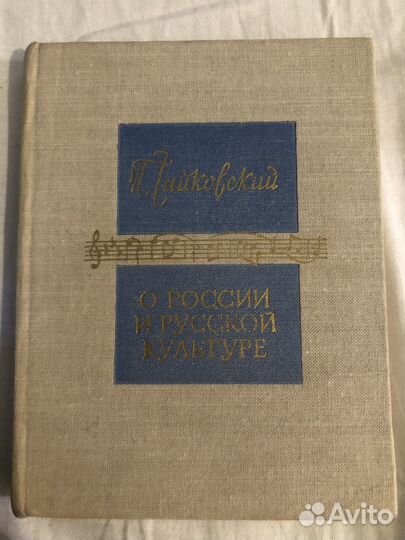 П. Чайковский
О РОССИИ
И РУССКОЙ
КУЛЬТУРЕ
Avito